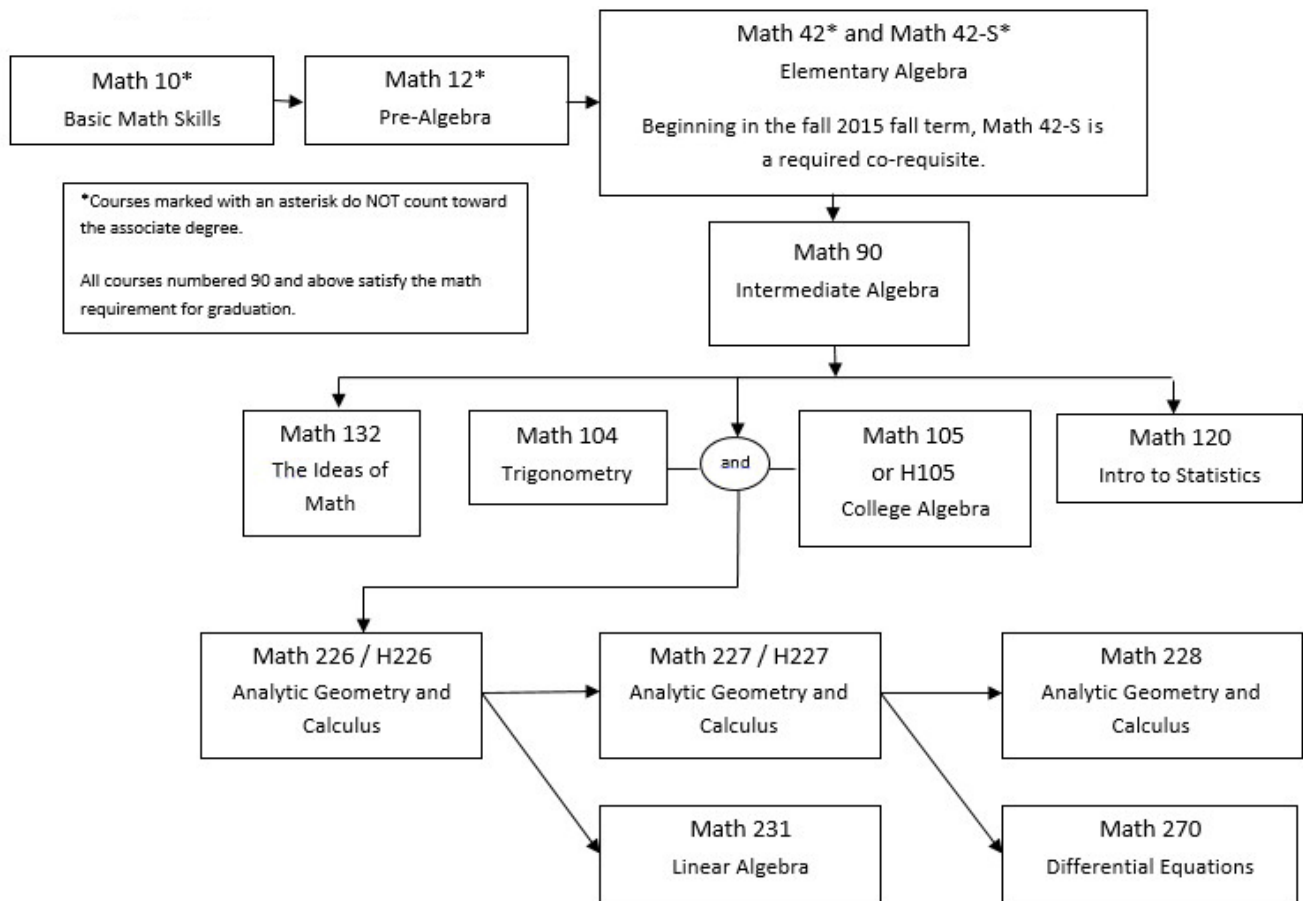 Math 10*
Basic Math Skills
Math 12*
Pre-Algebra
Math 42* and Math 42-S*
Elementary Algebra
Beginning in the fall 2015 fall term, Math 42-S is
a required co-requisite.
*Courses marked with an asterisk do NOT count toward
the associate degree.
All courses numbered 90 and above satisfy the math
requirement for graduation.
Math 90
Intermediate Algebra
Math 132
The Ideas of
Math
Math 104
Trigonometry
and
Math 105
or H105
College Algebra
Math 120
Intro to Statistics
Math 226 / H226
Analytic Geometry and
Calculus
Math 227 / H227
Analytic Geometry and
Calculus
Math 228
Analytic Geometry and
Calculus
Math 231
Linear Algebra
Math 270
Differential Equations